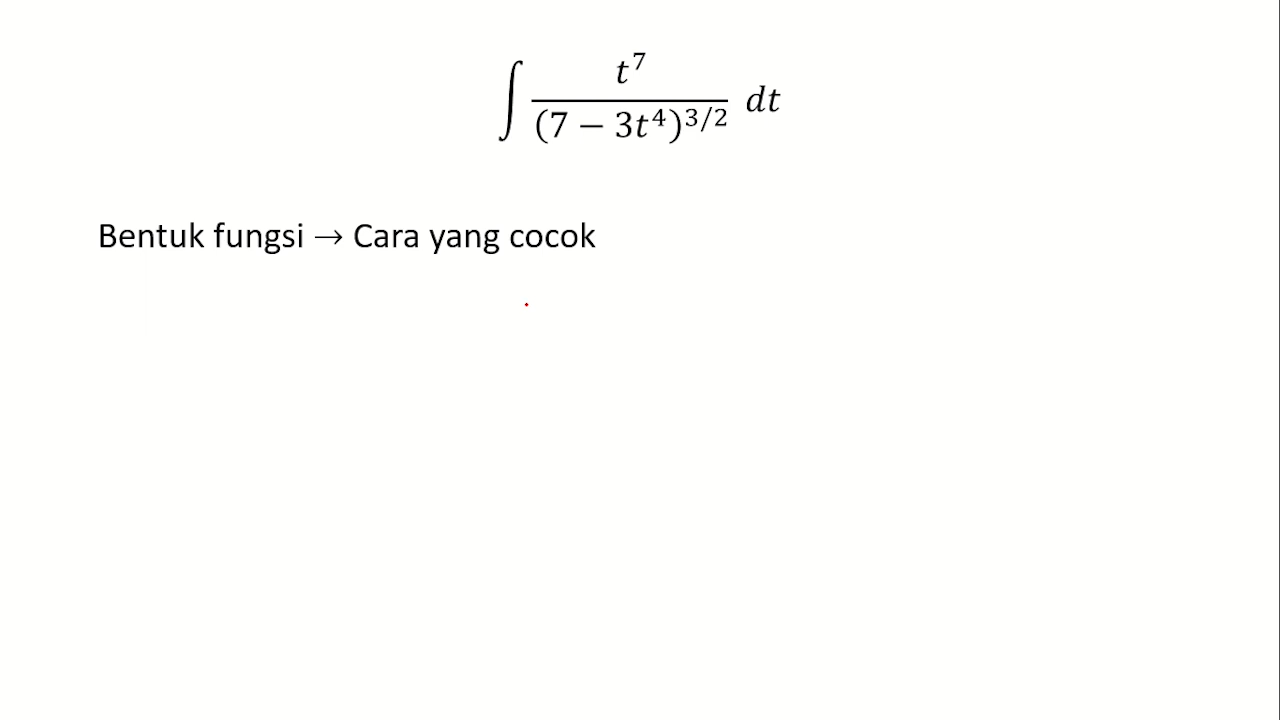 ∫ t⁷ / (7 − 3t⁴)^{3/2} dt
Bentuk fungsi → Cara yang cocok